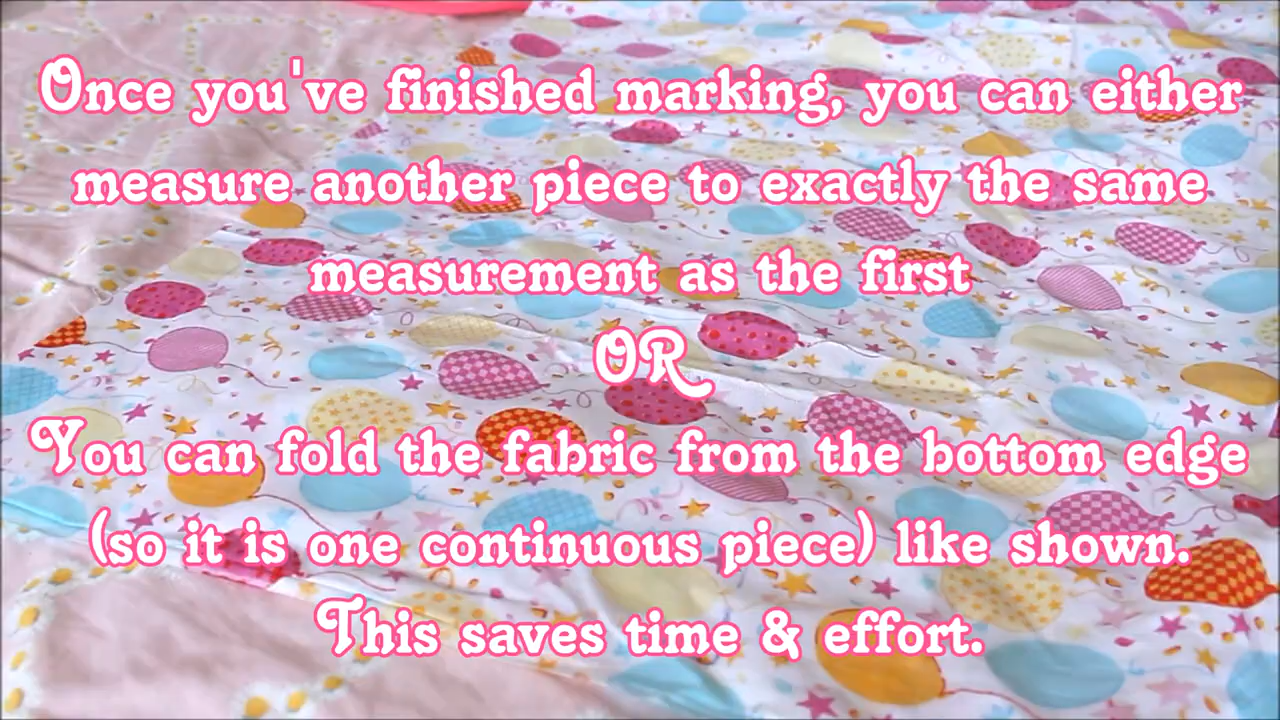 Once you've finished marking, you can either
measure another piece to exactly the same
measurement as the first
OR
You can fold the fabric from the bottom edge
(so it is one continuous piece) like shown.
This saves time & effort.